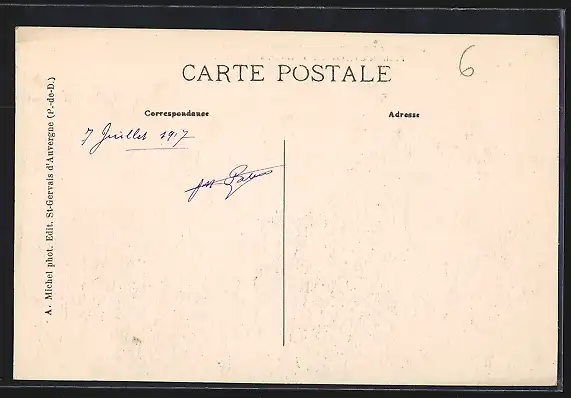 6
CARTE POSTALE
Correspondance
Adresse
7 Juillet 1917
A. Michel phot. Edit. St-Gervais d'Auvergne (P.-de-D.)